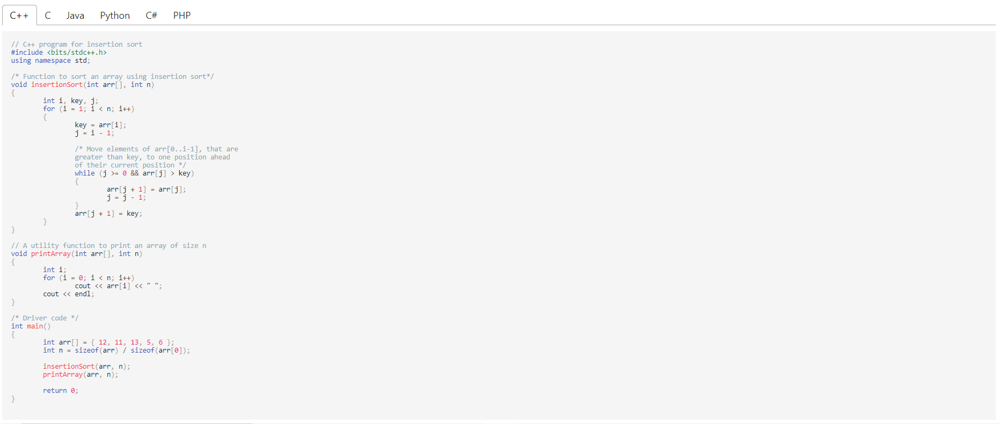 C++ C Java Python C# PHP
// C++ program for insertion sort
#include <bits/stdc++.h>
using namespace std;
/* Function to sort an array using insertion sort*/
void insertionSort(int arr[], int n)
{
int i, key, j;
for (i = 1; i < n; i++)
{
key = arr[i];
j = i - 1;
/* Move elements of arr[0..i-1], that are
greater than key, to one position ahead
of their current position */
while (j >= 0 && arr[j] > key)
{
arr[j + 1] = arr[j];
j = j - 1;
}
arr[j + 1] = key;
}
}
// A utility function to print an array of size n
void printArray(int arr[], int n)
{
int i;
for (i = 0; i < n; i++)
cout << arr[i] << " ";
cout << endl;
}
/* Driver code */
int main()
{
int arr[] = { 12, 11, 13, 5, 6 };
int n = sizeof(arr) / sizeof(arr[0]);
insertionSort(arr, n);
printArray(arr, n);
return 0;
}